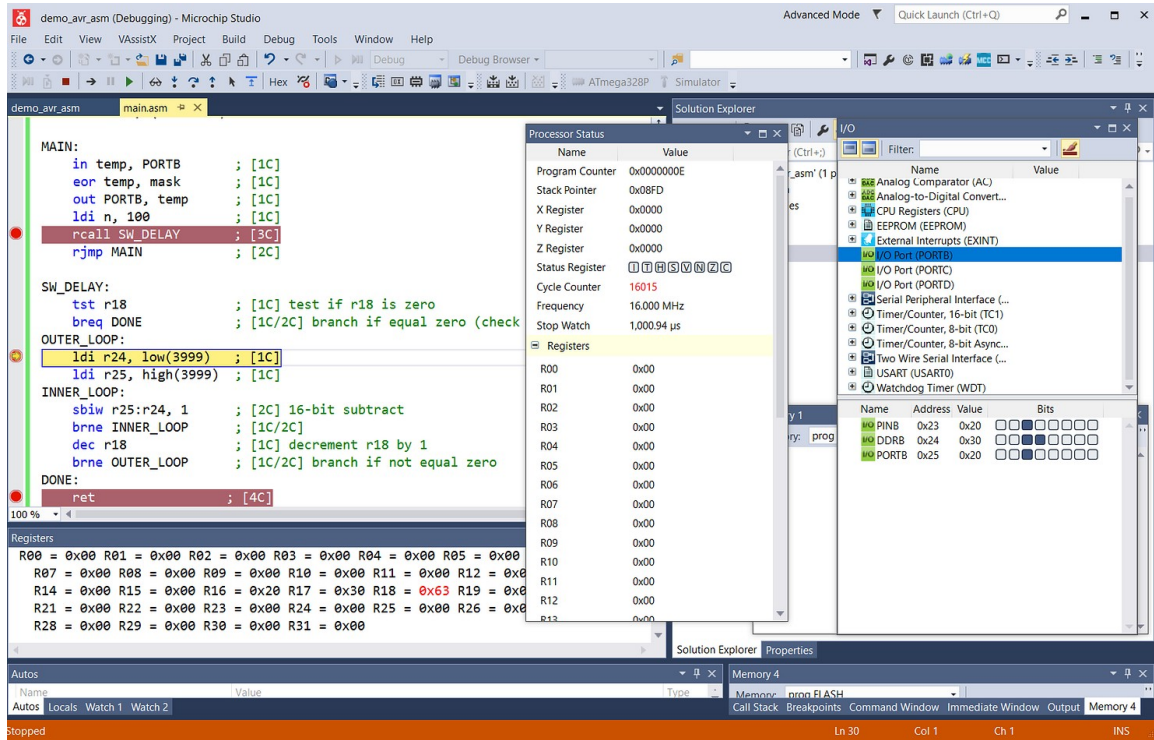 demo_avr_asm (Debugging) - Microchip Studio
Advanced Mode
Quick Launch (Ctrl+Q)
File Edit View VAssistX Project Build Debug Tools Window Help
Debug Debug Browser
Hex ATmega328P Simulator
demo_avr_asm main.asm
MAIN:
in temp, PORTB ; [1C]
eor temp, mask ; [1C]
out PORTB, temp ; [1C]
ldi n, 100 ; [1C]
rcall SW_DELAY ; [3C]
rjmp MAIN ; [2C]
SW_DELAY:
tst r18 ; [1C] test if r18 is zero
breq DONE ; [1C/2C] branch if equal zero (check
OUTER_LOOP:
ldi r24, low(3999) ; [1C]
ldi r25, high(3999) ; [1C]
INNER_LOOP:
sbiw r25:r24, 1 ; [2C] 16-bit subtract
brne INNER_LOOP ; [1C/2C]
dec r18 ; [1C] decrement r18 by 1
brne OUTER_LOOP ; [1C/2C] branch if not equal zero
DONE:
ret ; [4C]
100 %
Registers
R00 = 0x00 R01 = 0x00 R02 = 0x00 R03 = 0x00 R04 = 0x00 R05 = 0x00
R07 = 0x00 R08 = 0x00 R09 = 0x00 R10 = 0x00 R11 = 0x00 R12 = 0x0
R14 = 0x00 R15 = 0x00 R16 = 0x20 R17 = 0x30 R18 = 0x63 R19 = 0x0
R21 = 0x00 R22 = 0x00 R23 = 0x00 R24 = 0x00 R25 = 0x00 R26 = 0x0
R28 = 0x00 R29 = 0x00 R30 = 0x00 R31 = 0x00
Processor Status
Name Value
Program Counter 0x0000000E
Stack Pointer 0x08FD
X Register 0x0000
Y Register 0x0000
Z Register 0x0000
Status Register I T H S V N Z C
Cycle Counter 16015
Frequency 16.000 MHz
Stop Watch 1,000.94 µs
Registers
R00 0x00
R01 0x00
R02 0x00
R03 0x00
R04 0x00
R05 0x00
R06 0x00
R07 0x00
R08 0x00
R09 0x00
R10 0x00
R11 0x00
R12 0x00
R13 0x00
Solution Explorer
(Ctrl+;)
r_asm' (1 p
es
y 1
ory: prog
I/O
Filter:
Name Value
Analog Comparator (AC)
Analog-to-Digital Convert...
CPU Registers (CPU)
EEPROM (EEPROM)
External Interrupts (EXINT)
I/O Port (PORTB)
I/O Port (PORTC)
I/O Port (PORTD)
Serial Peripheral Interface (...
Timer/Counter, 16-bit (TC1)
Timer/Counter, 8-bit (TC0)
Timer/Counter, 8-bit Async...
Two Wire Serial Interface (...
USART (USART0)
Watchdog Timer (WDT)
Name Address Value Bits
PINB 0x23 0x20
DDRB 0x24 0x30
PORTB 0x25 0x20
Solution Explorer Properties
Autos
Name Value Type
Autos Locals Watch 1 Watch 2
Memory 4
Memory: prog FLASH
Call Stack Breakpoints Command Window Immediate Window Output Memory 4
Stopped Ln 30 Col 1 Ch 1 INS